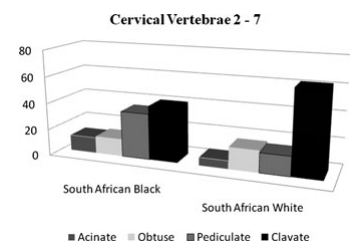 Cervical Vertebrae 2 - 7
80
60
40
20
0
South African Black
South African White
Acinate Obtuse Pediculate Clavate